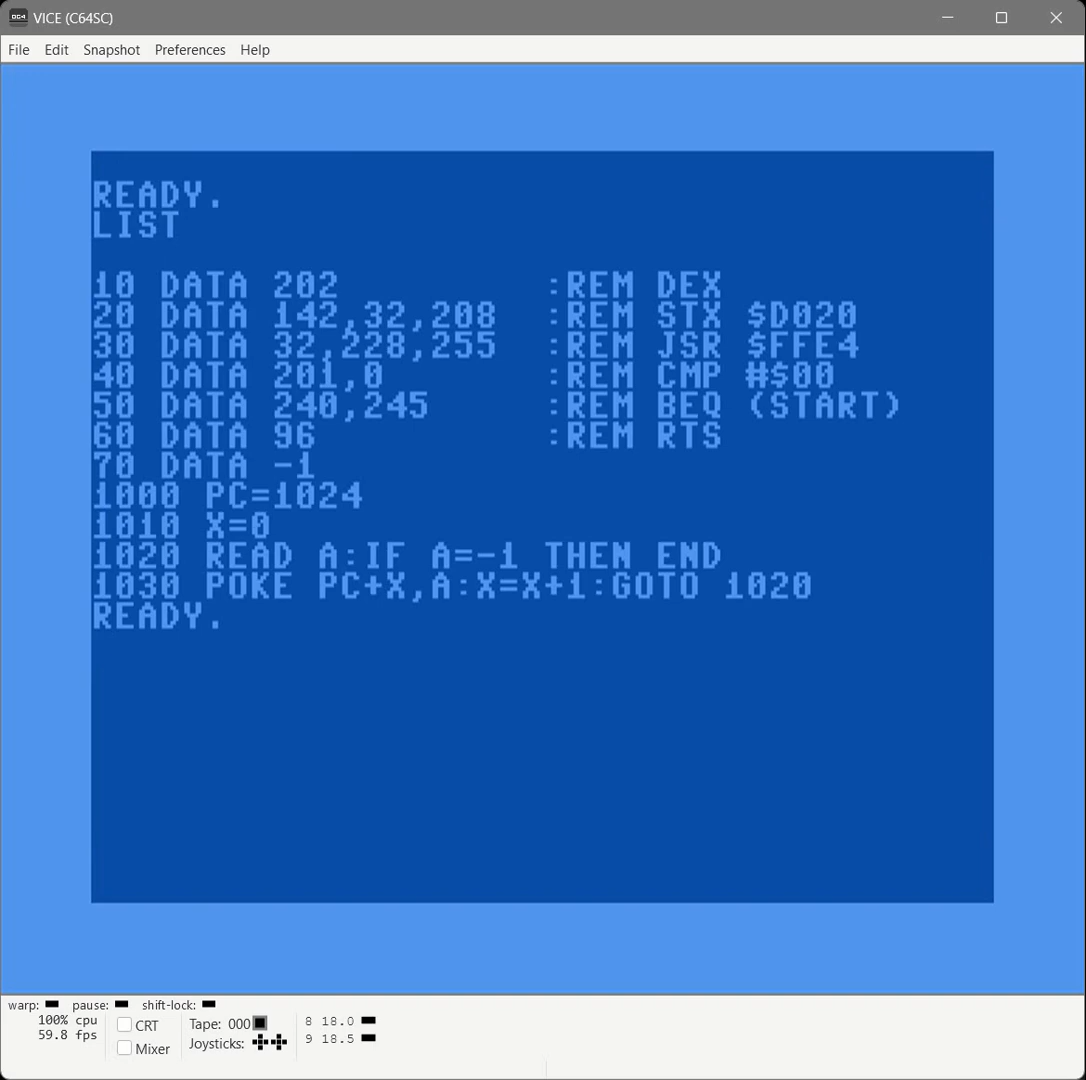 VICE (C64SC)
File Edit Snapshot Preferences Help
READY.
LIST
10 DATA 202 :REM DEX
20 DATA 142,32,208 :REM STX $D020
30 DATA 32,228,255 :REM JSR $FFE4
40 DATA 201,0 :REM CMP #$00
50 DATA 240,245 :REM BEQ (START)
60 DATA 96 :REM RTS
70 DATA -1
1000 PC=1024
1010 X=0
1020 READ A:IF A=-1 THEN END
1030 POKE PC+X,A:X=X+1:GOTO 1020
READY.
warp: pause: shift-lock:
100% cpu
59.8 fps
CRT
Mixer
Tape: 000
Joysticks:
8 18.0
9 18.5